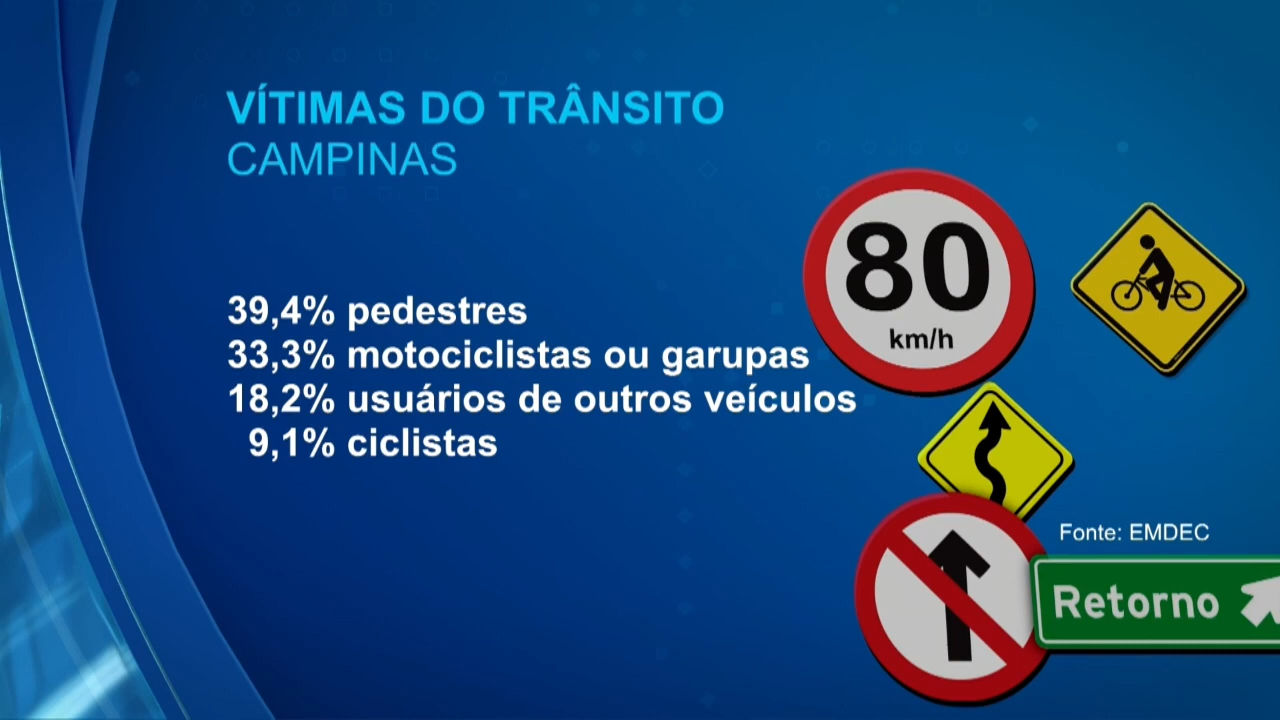 VÍTIMAS DO TRÂNSITO
CAMPINAS
39,4% pedestres
33,3% motociclistas ou garupas
18,2% usuários de outros veículos
9,1% ciclistas
80
km/h
Fonte: EMDEC
Retorno